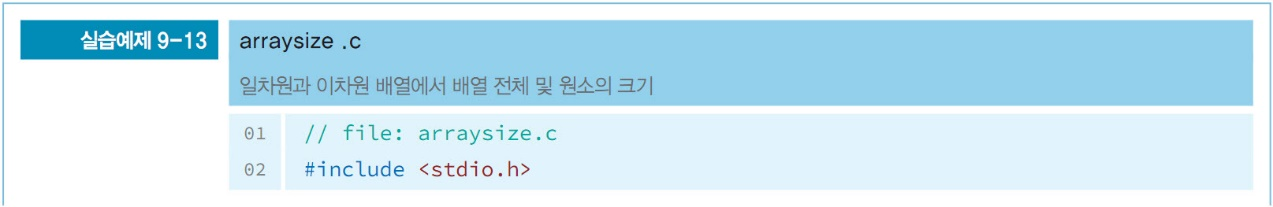 실습예제 9-13
arraysize .c
일차원과 이차원 배열에서 배열 전체 및 원소의 크기
01 // file: arraysize.c
02 #include <stdio.h>